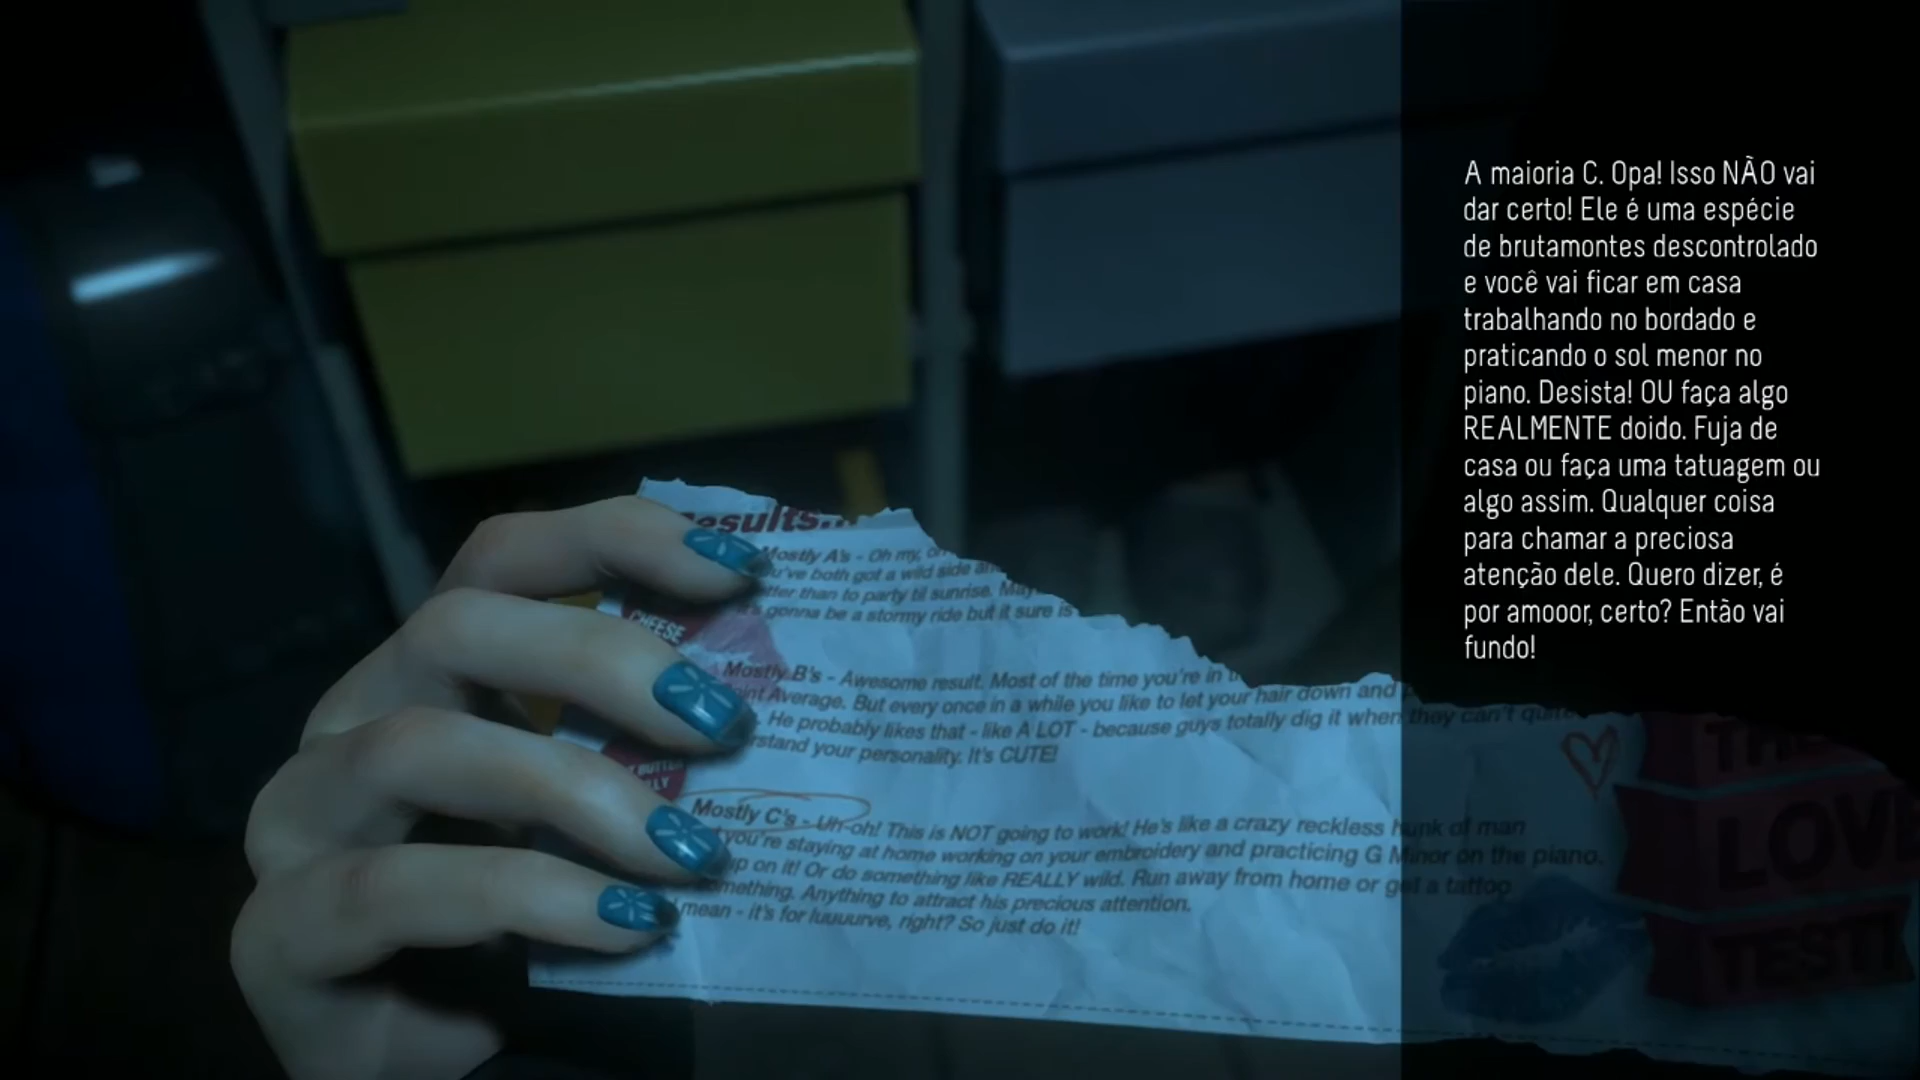 A maioria C. Opa! Isso NÃO vai
dar certo! Ele é uma espécie
de brutamontes descontrolado
e você vai ficar em casa
trabalhando no bordado e
praticando o sol menor no
piano. Desista! OU faça algo
REALMENTE doido. Fuja de
casa ou faça uma tatuagem ou
algo assim. Qualquer coisa
para chamar a preciosa
atenção dele. Quero dizer, é
por amooor, certo? Então vai
fundo!
Results...
Mostly A's - Oh my,
both got a wild side
than to party til sunrise.
gonna be a stormy ride but it sure is
CHEESE
Mostly B's - Awesome result. Most of the time you're in
Average. But every once in a while you like to let your hair down and
He probably likes that - like A LOT - because guys totally dig it when they can't
your personality. It's CUTE!
BUTTER
Mostly C's - Uh-oh! This is NOT going to work! He's like a crazy reckless hunk of man
you're staying at home working on your embroidery and practicing G Minor on the piano.
up on it! Or do something like REALLY wild. Run away from home or get a tattoo
something. Anything to attract his precious attention.
mean - it's for luuuurve, right? So just do it!
THE
LOVE
TEST!